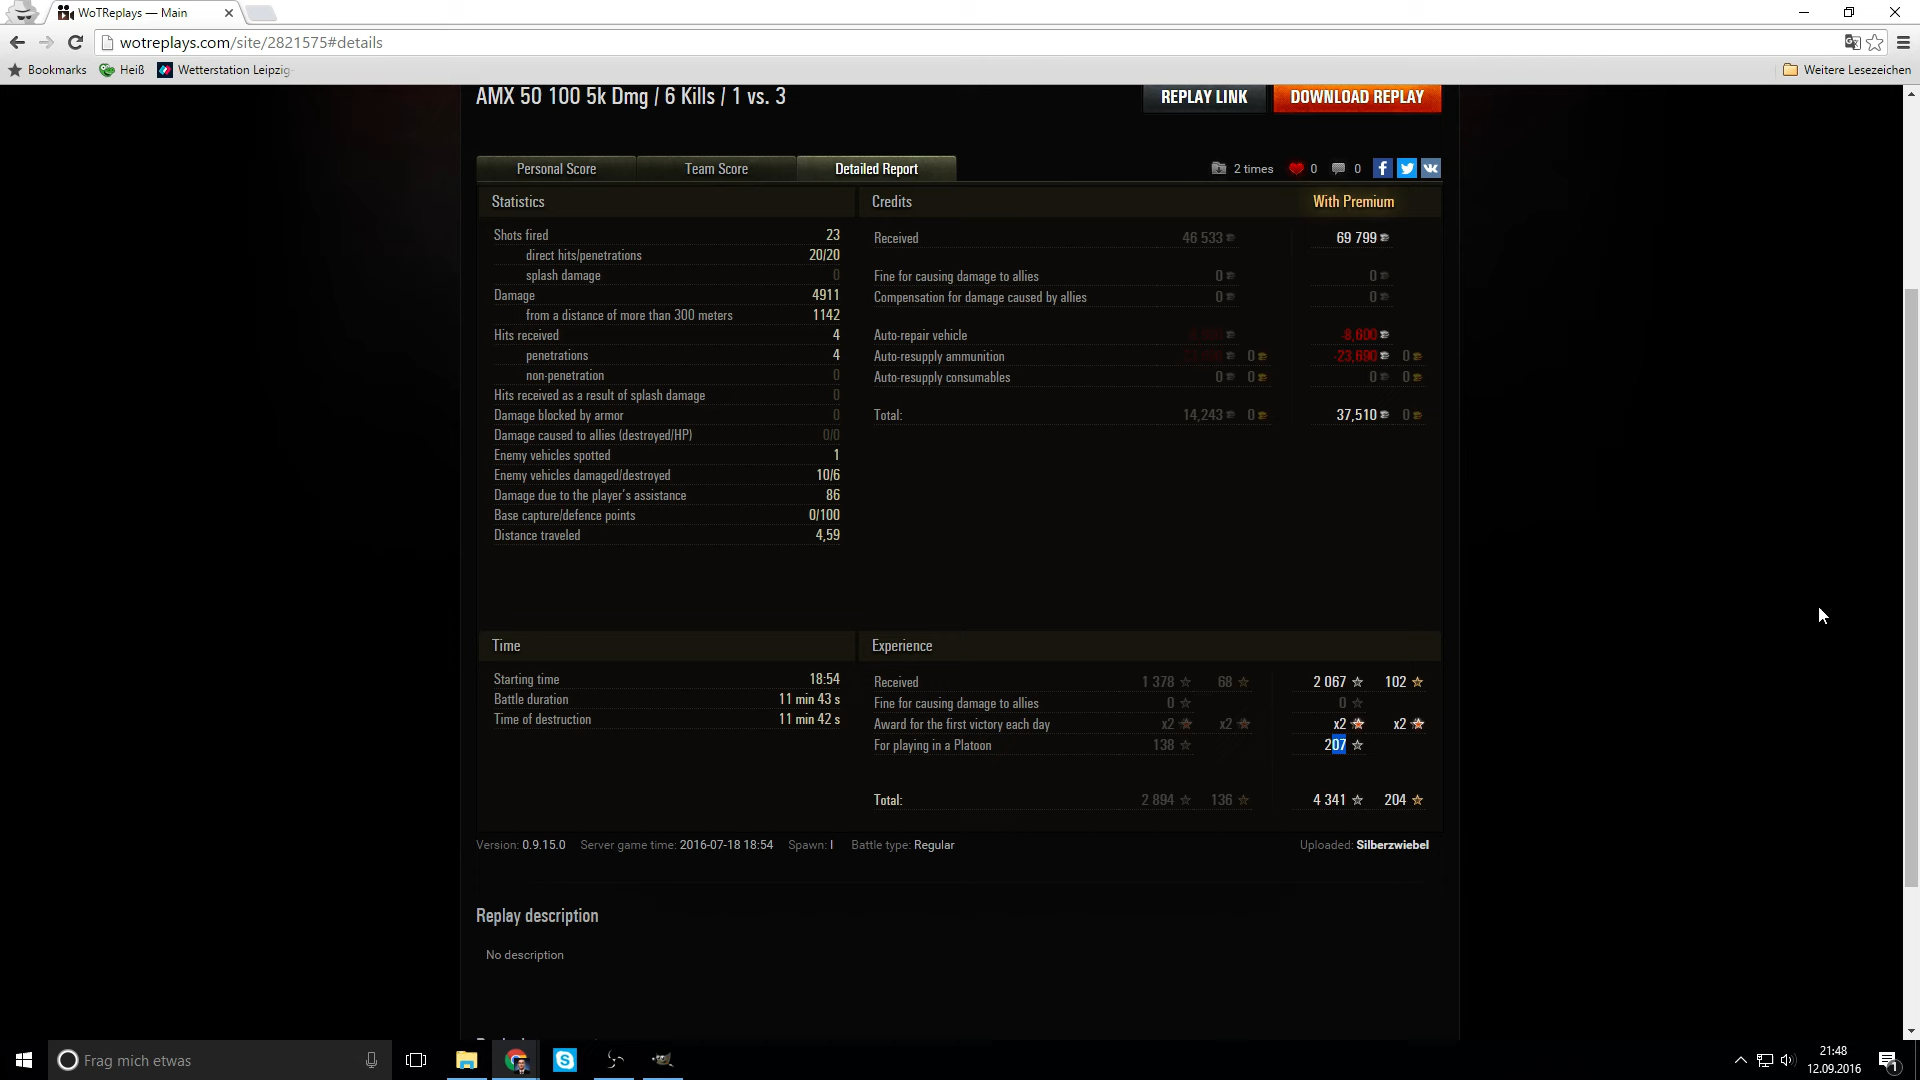 WoTReplays — Main
wotreplays.com/site/2821575#details
Bookmarks Heiß Wetterstation Leipzig Weitere Lesezeichen
AMX 50 100 5k Dmg / 6 Kills / 1 vs. 3 REPLAY LINK DOWNLOAD REPLAY
Personal Score Team Score Detailed Report 2 times 0 0
Statistics
Shots fired 23
direct hits/penetrations 20/20
splash damage 0
Damage 4911
from a distance of more than 300 meters 1142
Hits received 4
penetrations 4
non-penetration 0
Hits received as a result of splash damage 0
Damage blocked by armor 0
Damage caused to allies (destroyed/HP) 0/0
Enemy vehicles spotted 1
Enemy vehicles damaged/destroyed 10/6
Damage due to the player's assistance 86
Base capture/defence points 0/100
Distance traveled 4,59
Credits With Premium
Received 46 533 69 799
Fine for causing damage to allies 0 0
Compensation for damage caused by allies 0 0
Auto-repair vehicle -8,600
Auto-resupply ammunition 0 -23,690 0
Auto-resupply consumables 0 0 0 0
Total: 14,243 0 37,510 0
Time
Starting time 18:54
Battle duration 11 min 43 s
Time of destruction 11 min 42 s
Experience
Received 1 378 68 2 067 102
Fine for causing damage to allies 0 0
Award for the first victory each day x2 x2 x2 x2
For playing in a Platoon 138 207
Total: 2 894 136 4 341 204
Version: 0.9.15.0 Server game time: 2016-07-18 18:54 Spawn: I Battle type: Regular Uploaded: Silberzwiebel
Replay description
No description
Frag mich etwas
21:48
12.09.2016
1